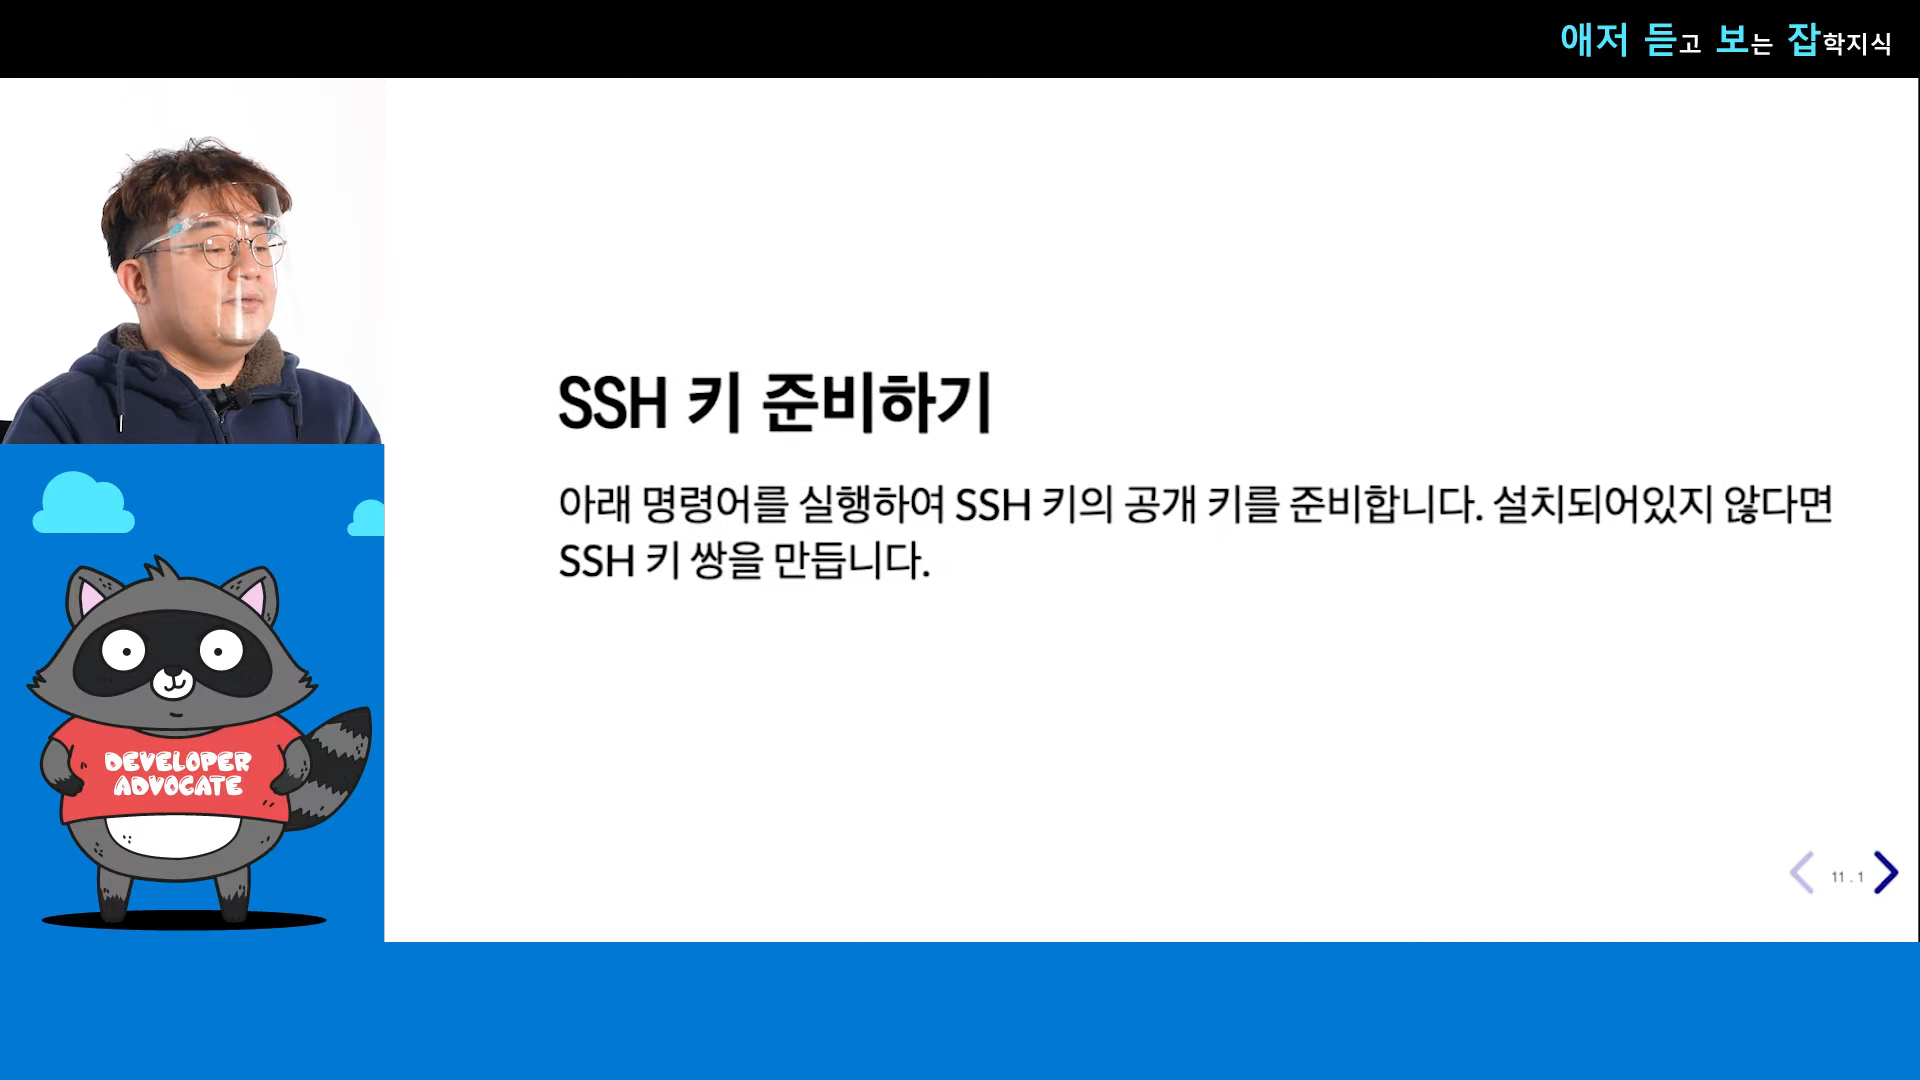 애저 듣고 보는 잡학지식
SSH 키 준비하기
아래 명령어를 실행하여 SSH 키의 공개 키를 준비합니다. 설치되어있지 않다면
SSH 키 쌍을 만듭니다.
DEVELOPER
ADVOCATE
11 . 1